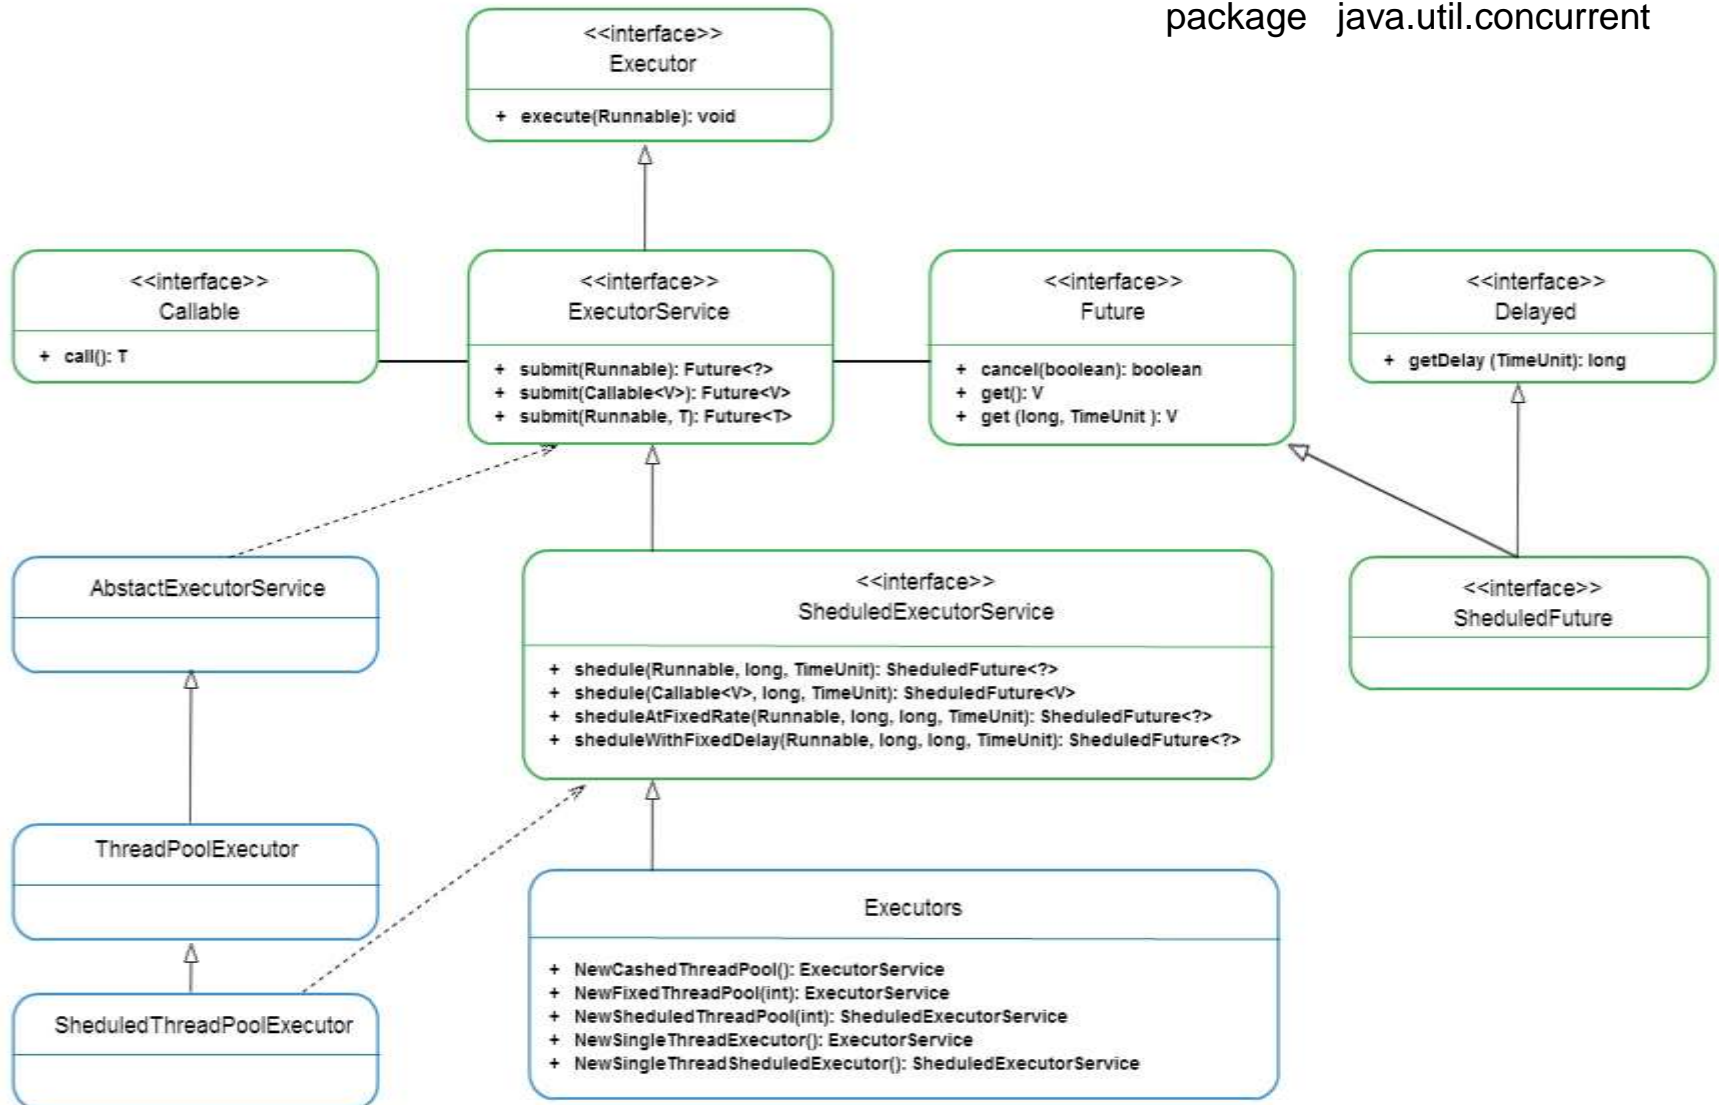 package java.util.concurrent
<<interface>>
Executor
+ execute(Runnable): void
<<interface>>
Callable
+ call(): T
<<interface>>
ExecutorService
+ submit(Runnable): Future<?>
+ submit(Callable<V>): Future<V>
+ submit(Runnable, T): Future<T>
<<interface>>
Future
+ cancel(boolean): boolean
+ get(): V
+ get (long, TimeUnit ): V
<<interface>>
Delayed
+ getDelay (TimeUnit): long
AbstactExecutorService
<<interface>>
SheduledExecutorService
+ shedule(Runnable, long, TimeUnit): SheduledFuture<?>
+ shedule(Callable<V>, long, TimeUnit): SheduledFuture<V>
+ sheduleAtFixedRate(Runnable, long, long, TimeUnit): SheduledFuture<?>
+ sheduleWithFixedDelay(Runnable, long, long, TimeUnit): SheduledFuture<?>
<<interface>>
SheduledFuture
ThreadPoolExecutor
Executors
+ NewCashedThreadPool(): ExecutorService
+ NewFixedThreadPool(int): ExecutorService
+ NewSheduledThreadPool(int): SheduledExecutorService
+ NewSingleThreadExecutor(): ExecutorService
+ NewSingleThreadSheduledExecutor(): SheduledExecutorService
SheduledThreadPoolExecutor